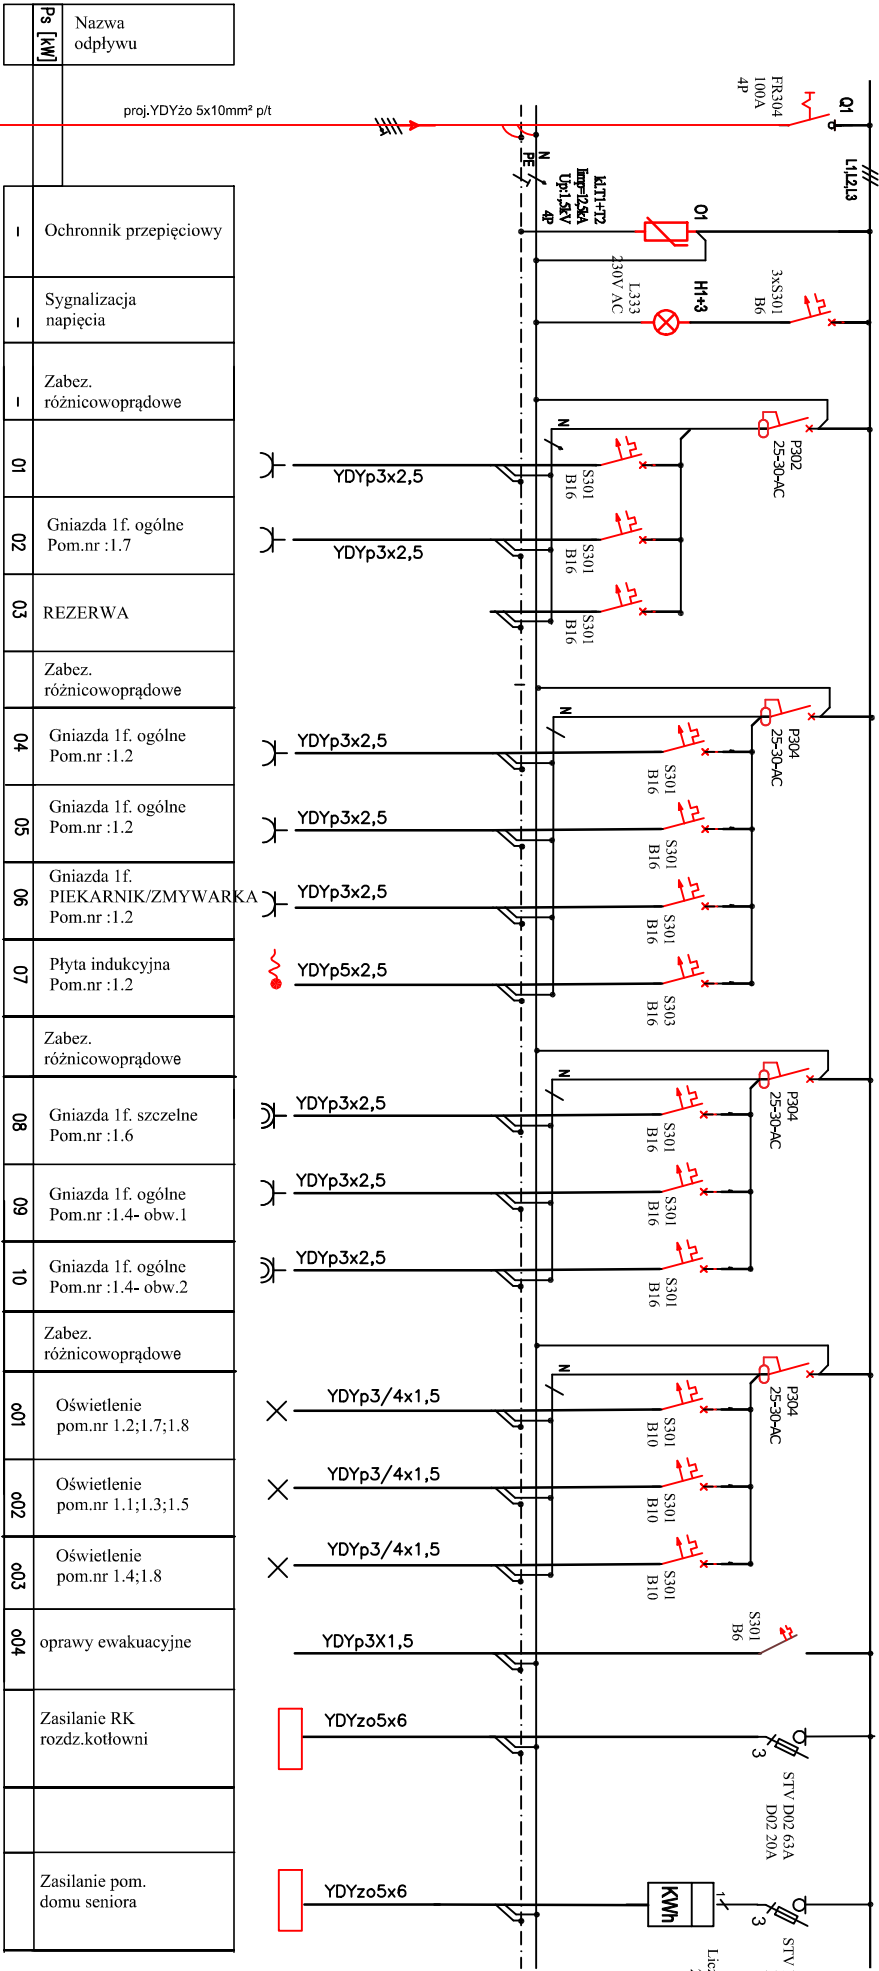 Ps [kW]
Nazwa
odpływu
proj.YDYżo 5x10mm² p/t
FR304
100A
4P
Q1
L1,L2,L3
N
PE
kl.T1+T2
Iimp=12,5kA
Up:1,5kV
4P
O1
–
Ochronnik przepięciowy
–
Sygnalizacja
napięcia
L333
230V AC
H1+3
3xS301
B6
–
Zabez.
różnicowoprądowe
N
P302
25-30-AC
01
YDYp3x2,5
S301
B16
02
Gniazda 1f. ogólne
Pom.nr :1.7
YDYp3x2,5
S301
B16
03
REZERWA
S301
B16
Zabez.
różnicowoprądowe
N
P304
25-30-AC
04
Gniazda 1f. ogólne
Pom.nr :1.2
YDYp3x2,5
S301
B16
05
Gniazda 1f. ogólne
Pom.nr :1.2
YDYp3x2,5
S301
B16
06
Gniazda 1f.
PIEKARNIK/ZMYWARKA
Pom.nr :1.2
YDYp3x2,5
S301
B16
07
Płyta indukcyjna
Pom.nr :1.2
YDYp5x2,5
S303
B16
Zabez.
różnicowoprądowe
N
P304
25-30-AC
08
Gniazda 1f. szczelne
Pom.nr :1.6
YDYp3x2,5
S301
B16
09
Gniazda 1f. ogólne
Pom.nr :1.4- obw.1
YDYp3x2,5
S301
B16
10
Gniazda 1f. ogólne
Pom.nr :1.4- obw.2
YDYp3x2,5
S301
B16
Zabez.
różnicowoprądowe
N
P304
25-30-AC
o01
Oświetlenie
pom.nr 1.2;1.7;1.8
YDYp3/4x1,5
S301
B10
o02
Oświetlenie
pom.nr 1.1;1.3;1.5
YDYp3/4x1,5
S301
B10
o03
Oświetlenie
pom.nr 1.4;1.8
YDYp3/4x1,5
S301
B10
o04
oprawy ewakuacyjne
YDYp3X1,5
S301
B6
Zasilanie RK
rozdz.kotłowni
YDYzo5x6
3
STV D02 63A
D02 20A
Zasilanie pom.
domu seniora
YDYzo5x6
KWh
1
3
STV
Lic